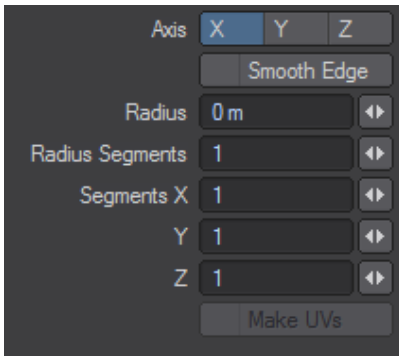 Axis X Y Z
Smooth Edge
Radius 0 m
Radius Segments 1
Segments X 1
Y 1
Z 1
Make UVs